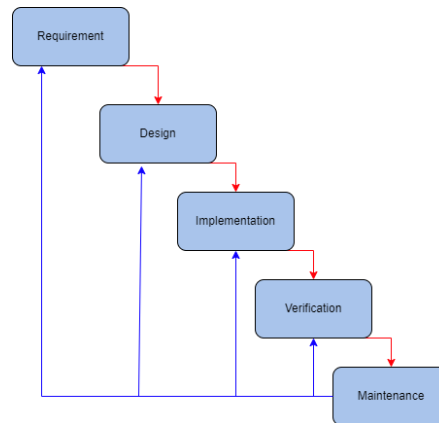 Requirement
Design
Implementation
Verification
Maintenance